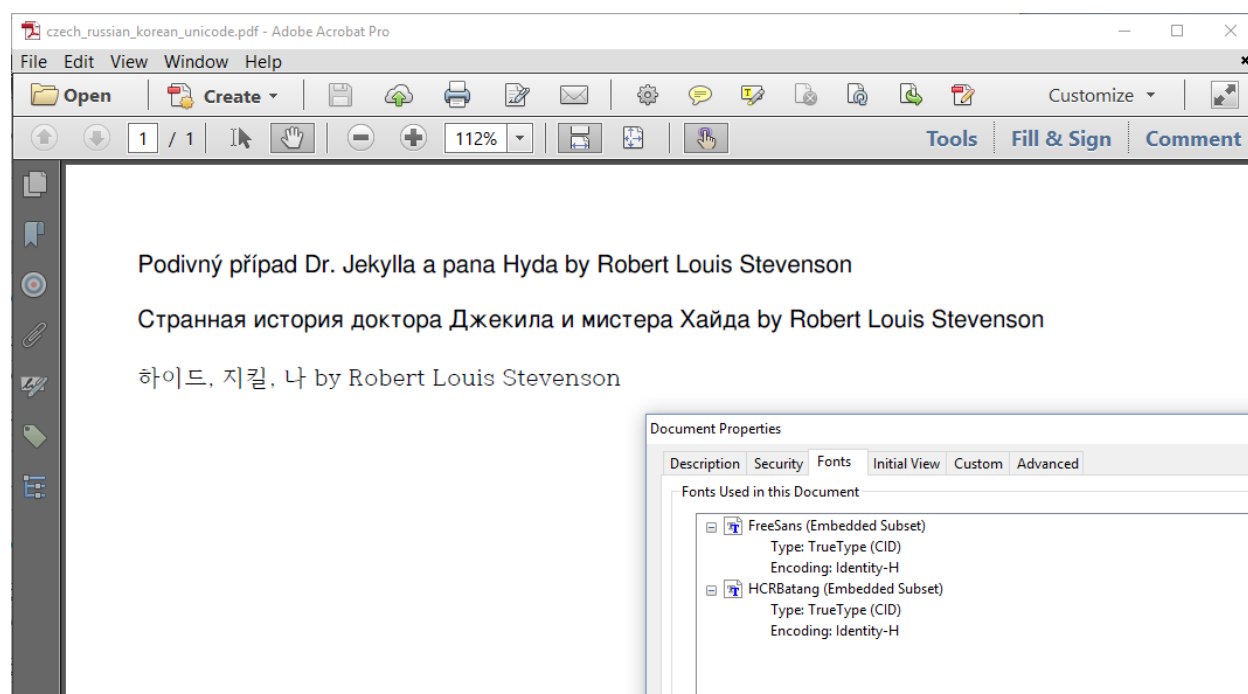 czech_russian_korean_unicode.pdf - Adobe Acrobat Pro
File Edit View Window Help
Open Create Customize
1 / 1 112% Tools Fill & Sign Comment
Podivný případ Dr. Jekylla a pana Hyda by Robert Louis Stevenson
Странная история доктора Джекила и мистера Хайда by Robert Louis Stevenson
하이드, 지킬, 나 by Robert Louis Stevenson
Document Properties
Description Security Fonts Initial View Custom Advanced
Fonts Used in this Document
FreeSans (Embedded Subset)
Type: TrueType (CID)
Encoding: Identity-H
HCRBatang (Embedded Subset)
Type: TrueType (CID)
Encoding: Identity-H